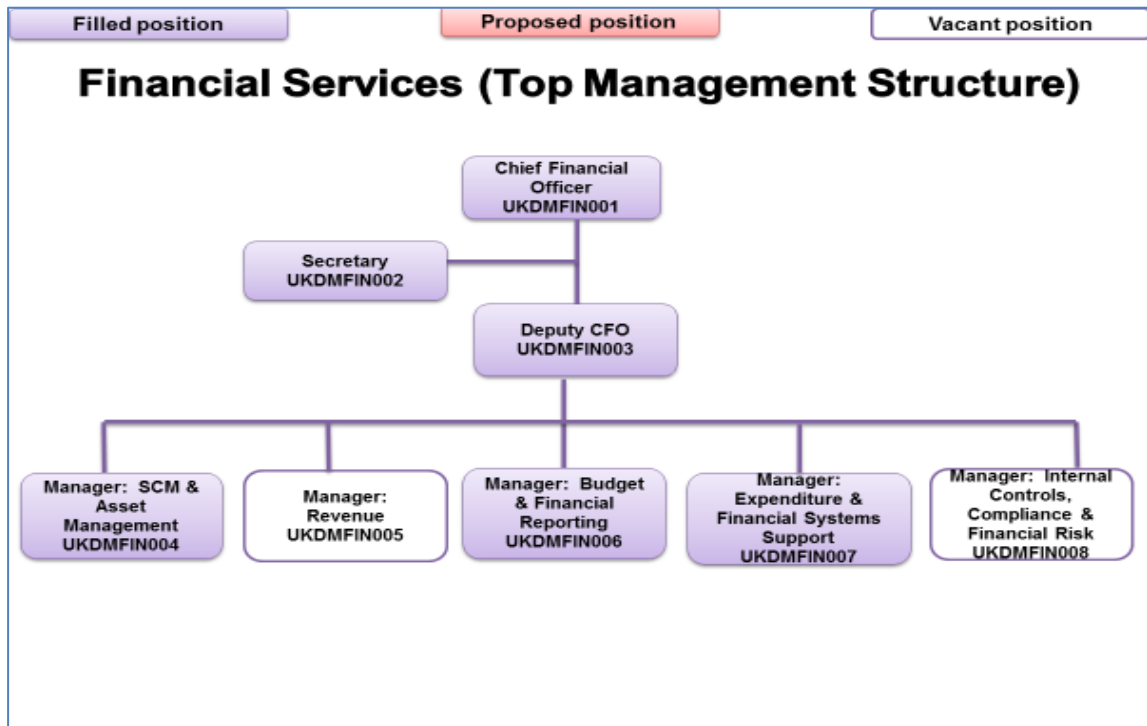 Filled position
Proposed position
Vacant position
Financial Services (Top Management Structure)
Chief Financial
Officer
UKDMFIN001
Secretary
UKDMFIN002
Deputy CFO
UKDMFIN003
Manager: SCM &
Asset
Management
UKDMFIN004
Manager:
Revenue
UKDMFIN005
Manager: Budget
& Financial
Reporting
UKDMFIN006
Manager:
Expenditure &
Financial Systems
Support
UKDMFIN007
Manager: Internal
Controls,
Compliance &
Financial Risk
UKDMFIN008